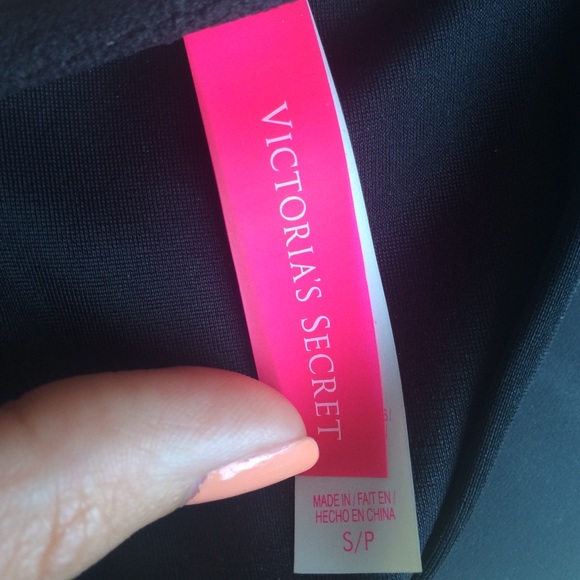 VICTORIA'S SECRET
MADE IN / FAIT EN /
HECHO EN CHINA
S/P